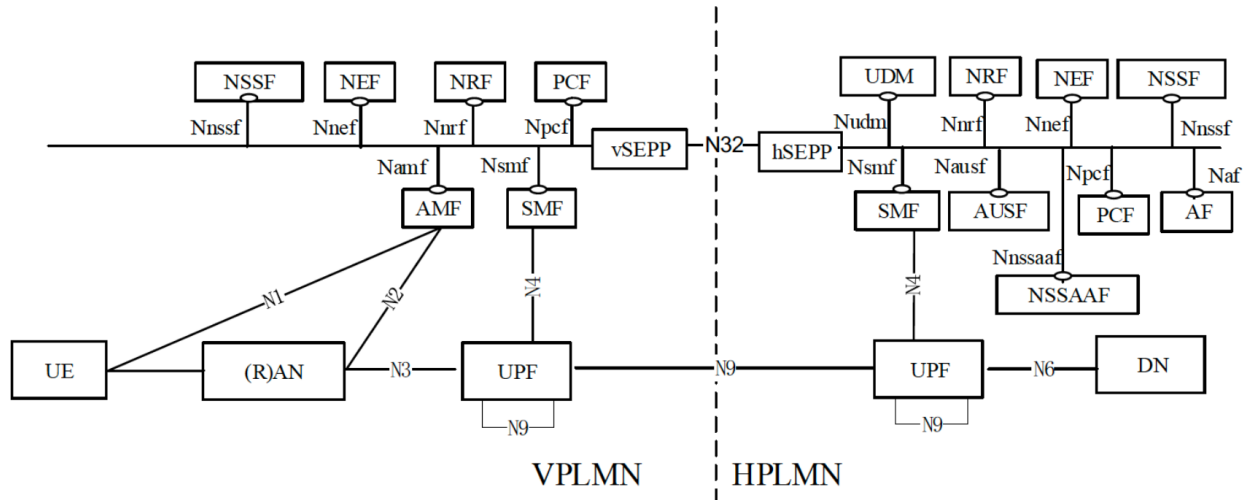 NSSF NEF NRF PCF UDM NRF NEF NSSF
Nnssf Nnef Nnrf Npcf Nudm Nnrf Nnef Nnssf
vSEPP N32 hSEPP
Namf Nsmf Nsmf Nausf Npcf Naf
AMF SMF SMF AUSF PCF AF
Nnssaaf
NSSAAF
N1 N2 N4 N4
UE (R)AN N3 UPF N9 UPF N6 DN
N9 N9
VPLMN HPLMN